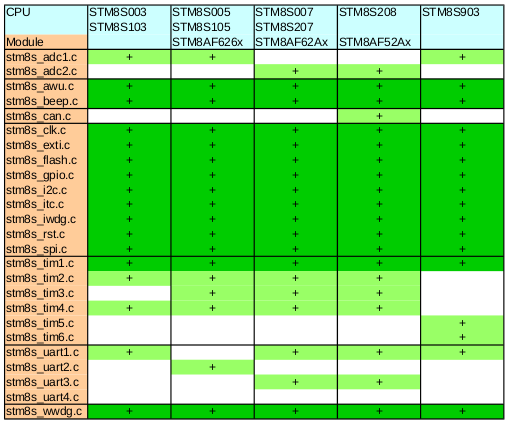 CPU STM8S003 STM8S005 STM8S007 STM8S208 STM8S903
STM8S103 STM8S105 STM8S207
Module STM8AF626x STM8AF62Ax STM8AF52Ax
stm8s_adc1.c + + +
stm8s_adc2.c + +
stm8s_awu.c + + + + +
stm8s_beep.c + + + + +
stm8s_can.c +
stm8s_clk.c + + + + +
stm8s_exti.c + + + + +
stm8s_flash.c + + + + +
stm8s_gpio.c + + + + +
stm8s_i2c.c + + + + +
stm8s_itc.c + + + + +
stm8s_iwdg.c + + + + +
stm8s_rst.c + + + + +
stm8s_spi.c + + + + +
stm8s_tim1.c + + + + +
stm8s_tim2.c + + + +
stm8s_tim3.c + + +
stm8s_tim4.c + + + +
stm8s_tim5.c +
stm8s_tim6.c +
stm8s_uart1.c + + + +
stm8s_uart2.c +
stm8s_uart3.c + +
stm8s_uart4.c
stm8s_wwdg.c + + + + +